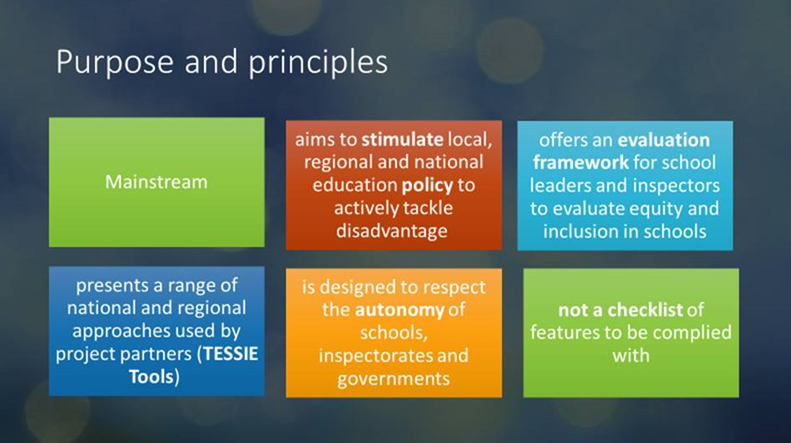 Purpose and principles
Mainstream
aims to stimulate local,
regional and national
education policy to
actively tackle
disadvantage
offers an evaluation
framework for school
leaders and inspectors
to evaluate equity and
inclusion in schools
presents a range of
national and regional
approaches used by
project partners (TESSIE
Tools)
is designed to respect
the autonomy of
schools,
inspectorates and
governments
not a checklist of
features to be complied
with